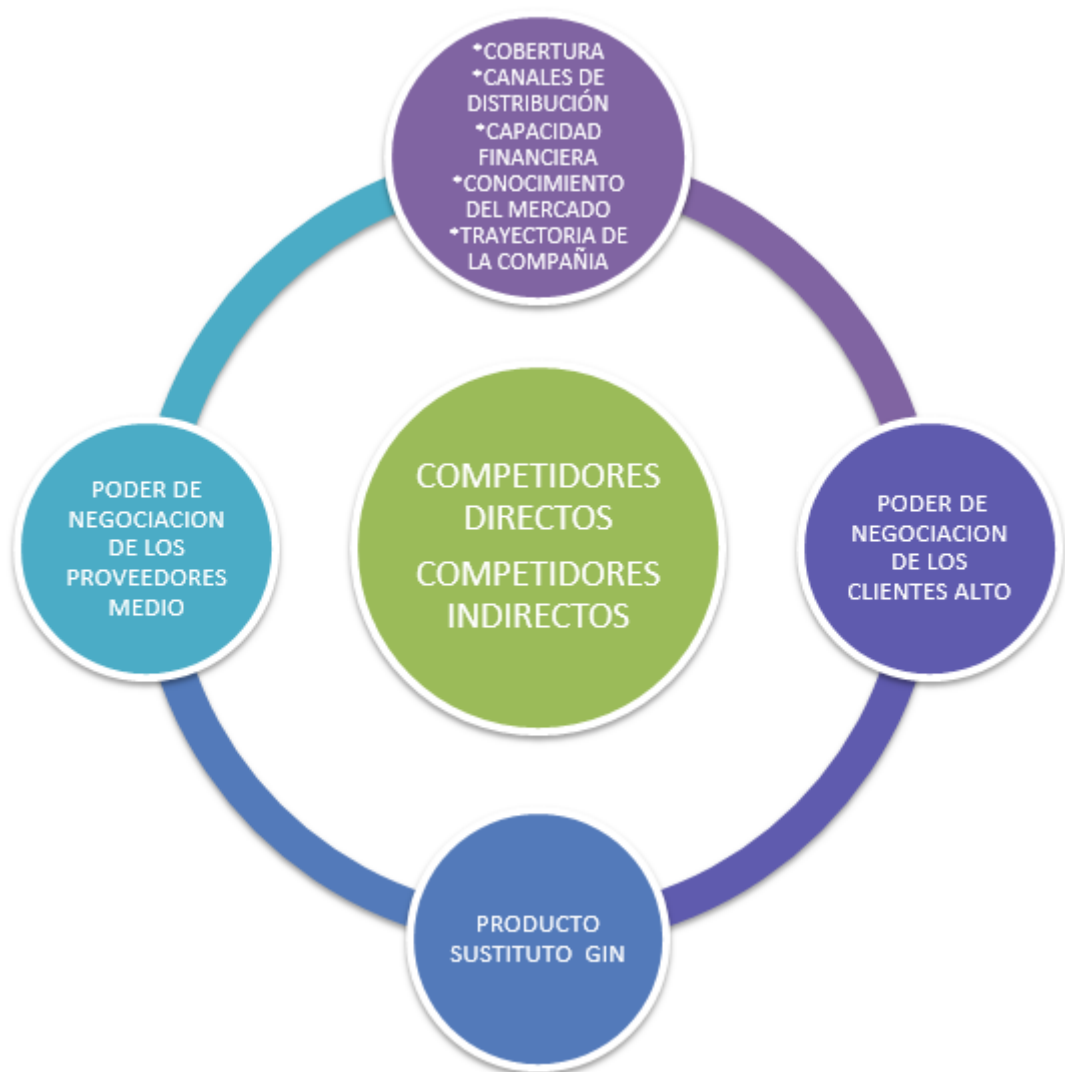 *COBERTURA
*CANALES DE
DISTRIBUCIÓN
*CAPACIDAD
FINANCIERA
*CONOCIMIENTO
DEL MERCADO
*TRAYECTORIA DE
LA COMPAÑIA
COMPETIDORES
DIRECTOS
COMPETIDORES
INDIRECTOS
PODER DE
NEGOCIACION
DE LOS
PROVEEDORES
MEDIO
PODER DE
NEGOCIACION
DE LOS
CLIENTES ALTO
PRODUCTO
SUSTITUTO GIN